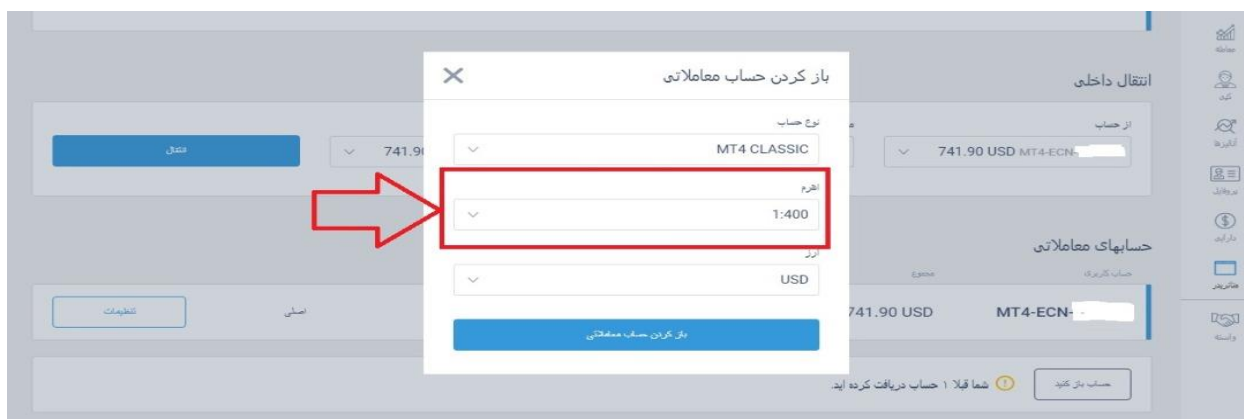 معامله
کپی
آنالیزها
پروفایل
دارایی
متاتریدر
وابسته
انتقال داخلی
از حساب
741.90 USD MT4-ECN-
741.90
انتقال
باز کردن حساب معاملاتی
نوع حساب
MT4 CLASSIC
اهرم
1:400
ارز
USD
باز کردن حساب معاملاتی
حسابهای معاملاتی
حساب کاربری
مجموع
MT4-ECN-
741.90 USD
اصلی
تنظیمات
حساب باز کنید
شما قبلا ۱ حساب دریافت کرده اید.